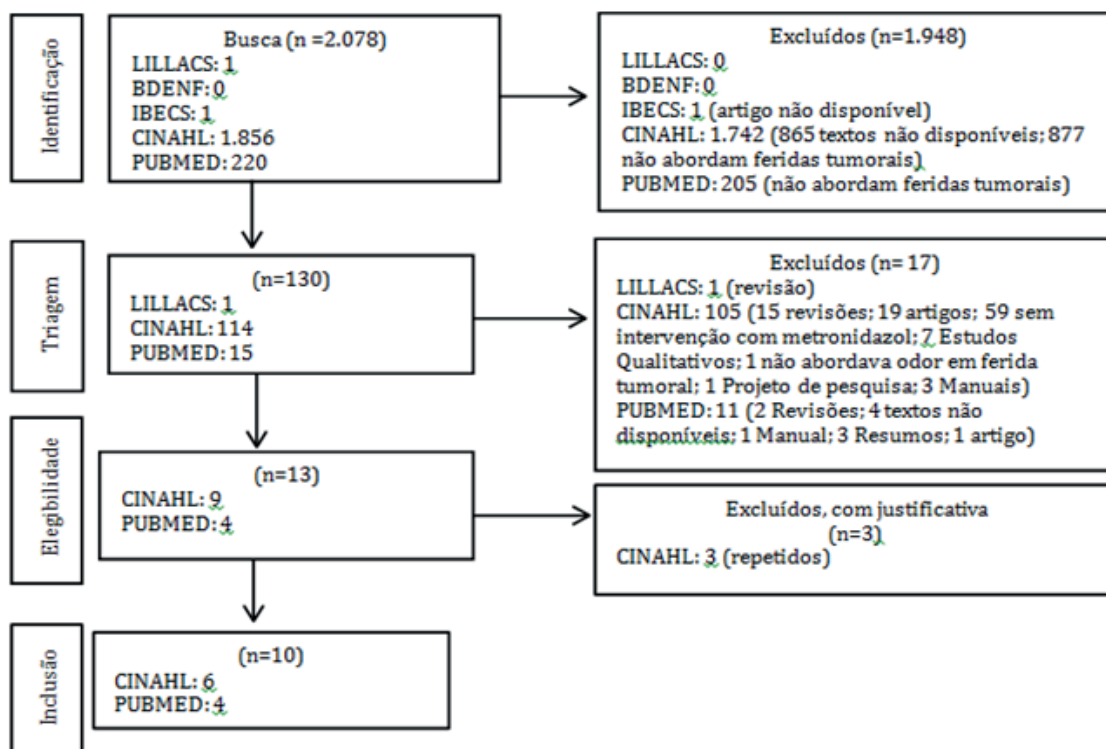 Identificação
Busca (n =2.078)
LILLACS: 1
BDENF: 0
IBECS: 1
CINAHL: 1.856
PUBMED: 220
Excluídos (n=1.948)
LILLACS: 0
BDENF: 0
IBECS: 1 (artigo não disponível)
CINAHL: 1.742 (865 textos não disponíveis; 877
não abordam feridas tumorais)
PUBMED: 205 (não abordam feridas tumorais)
Triagem
(n=130)
LILLACS: 1
CINAHL: 114
PUBMED: 15
Excluídos (n= 17)
LILLACS: 1 (revisão)
CINAHL: 105 (15 revisões; 19 artigos; 59 sem
intervenção com metronidazol; 7 Estudos
Qualitativos; 1 não abordava odor em ferida
tumoral; 1 Projeto de pesquisa; 3 Manuais)
PUBMED: 11 (2 Revisões; 4 textos não
disponíveis; 1 Manual; 3 Resumos; 1 artigo)
Elegibilidade
(n=13)
CINAHL: 9
PUBMED: 4
Excluídos, com justificativa
(n=3)
CINAHL: 3 (repetidos)
Inclusão
(n=10)
CINAHL: 6
PUBMED: 4